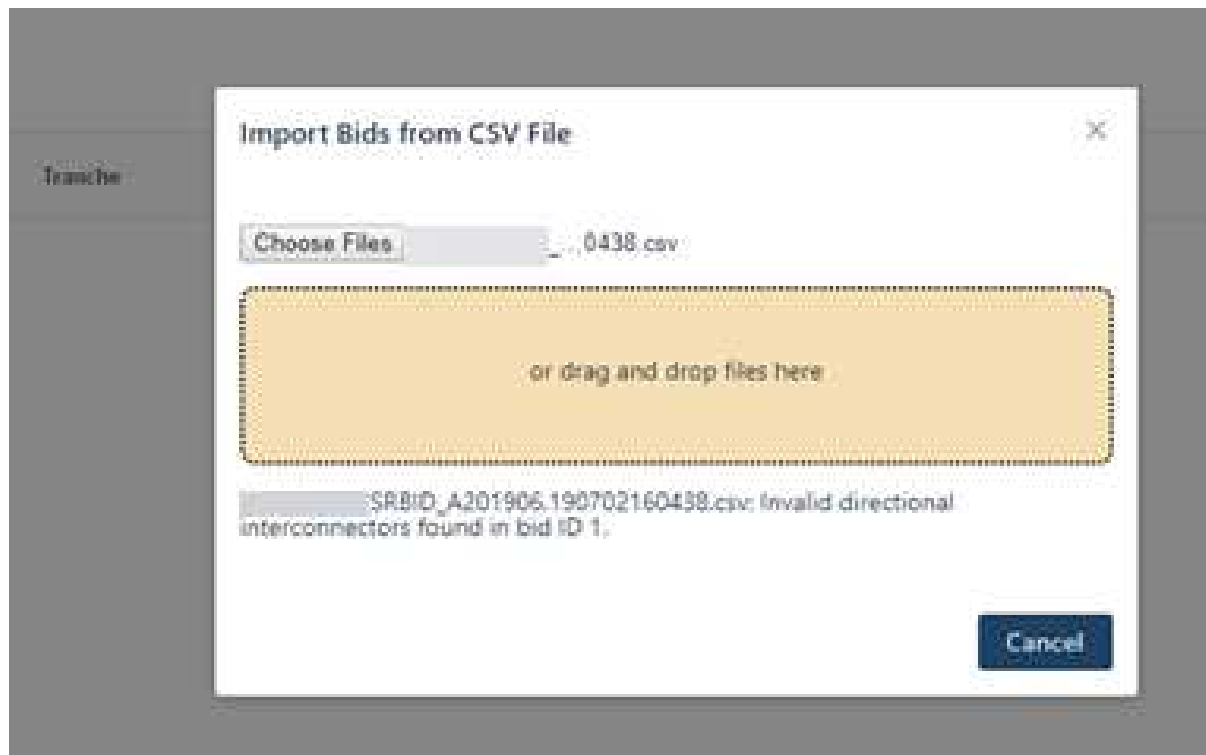 Import Bids from CSV File
×
Tranche
Choose Files _...0438.csv
or drag and drop files here
SRBID_A201906.190702160438.csv: Invalid directional
interconnectors found in bid ID 1.
Cancel